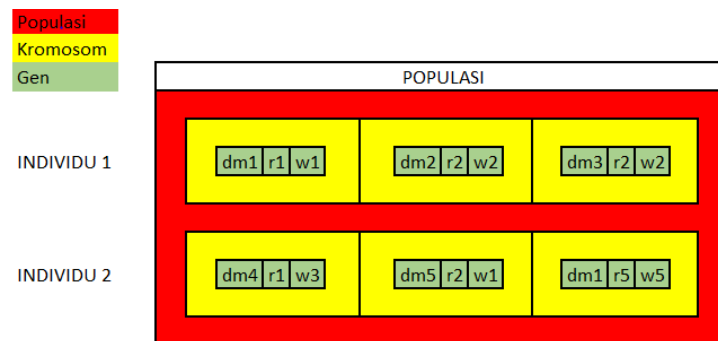 Populasi
Kromosom
Gen
POPULASI
INDIVIDU 1
dm1 r1 w1 dm2 r2 w2 dm3 r2 w2
INDIVIDU 2
dm4 r1 w3 dm5 r2 w1 dm1 r5 w5